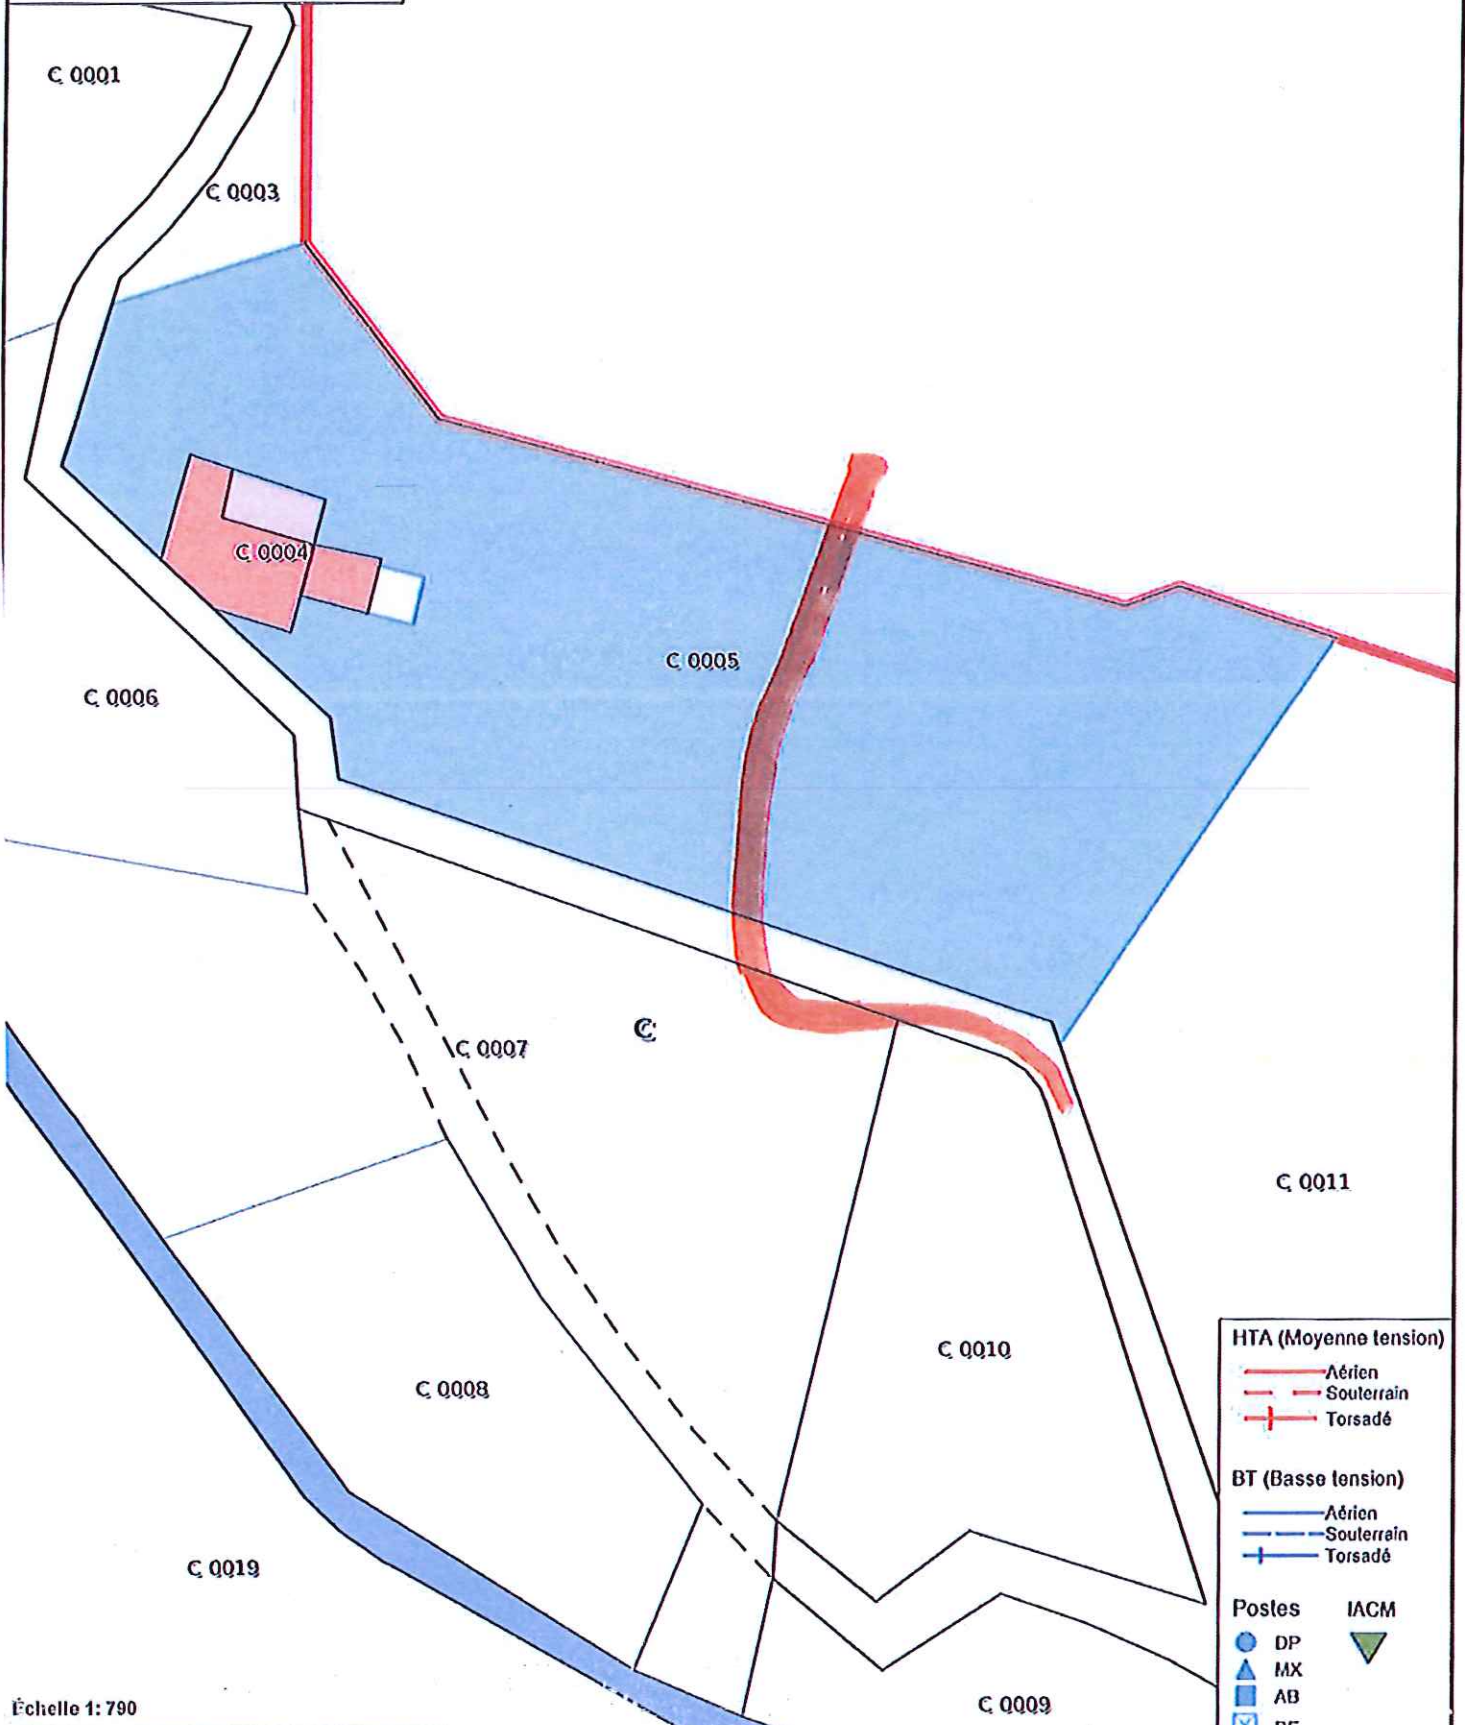 C 0001
C 0003
C 0004
C 0005
C 0006
C
C 0007
C 0011
C 0010
C 0008
C 0019
C 0009
Échelle 1: 790
HTA (Moyenne tension)
Aérien
Souterrain
Torsadé
BT (Basse tension)
Aérien
Souterrain
Torsadé
Postes IACM
DP
MX
AB